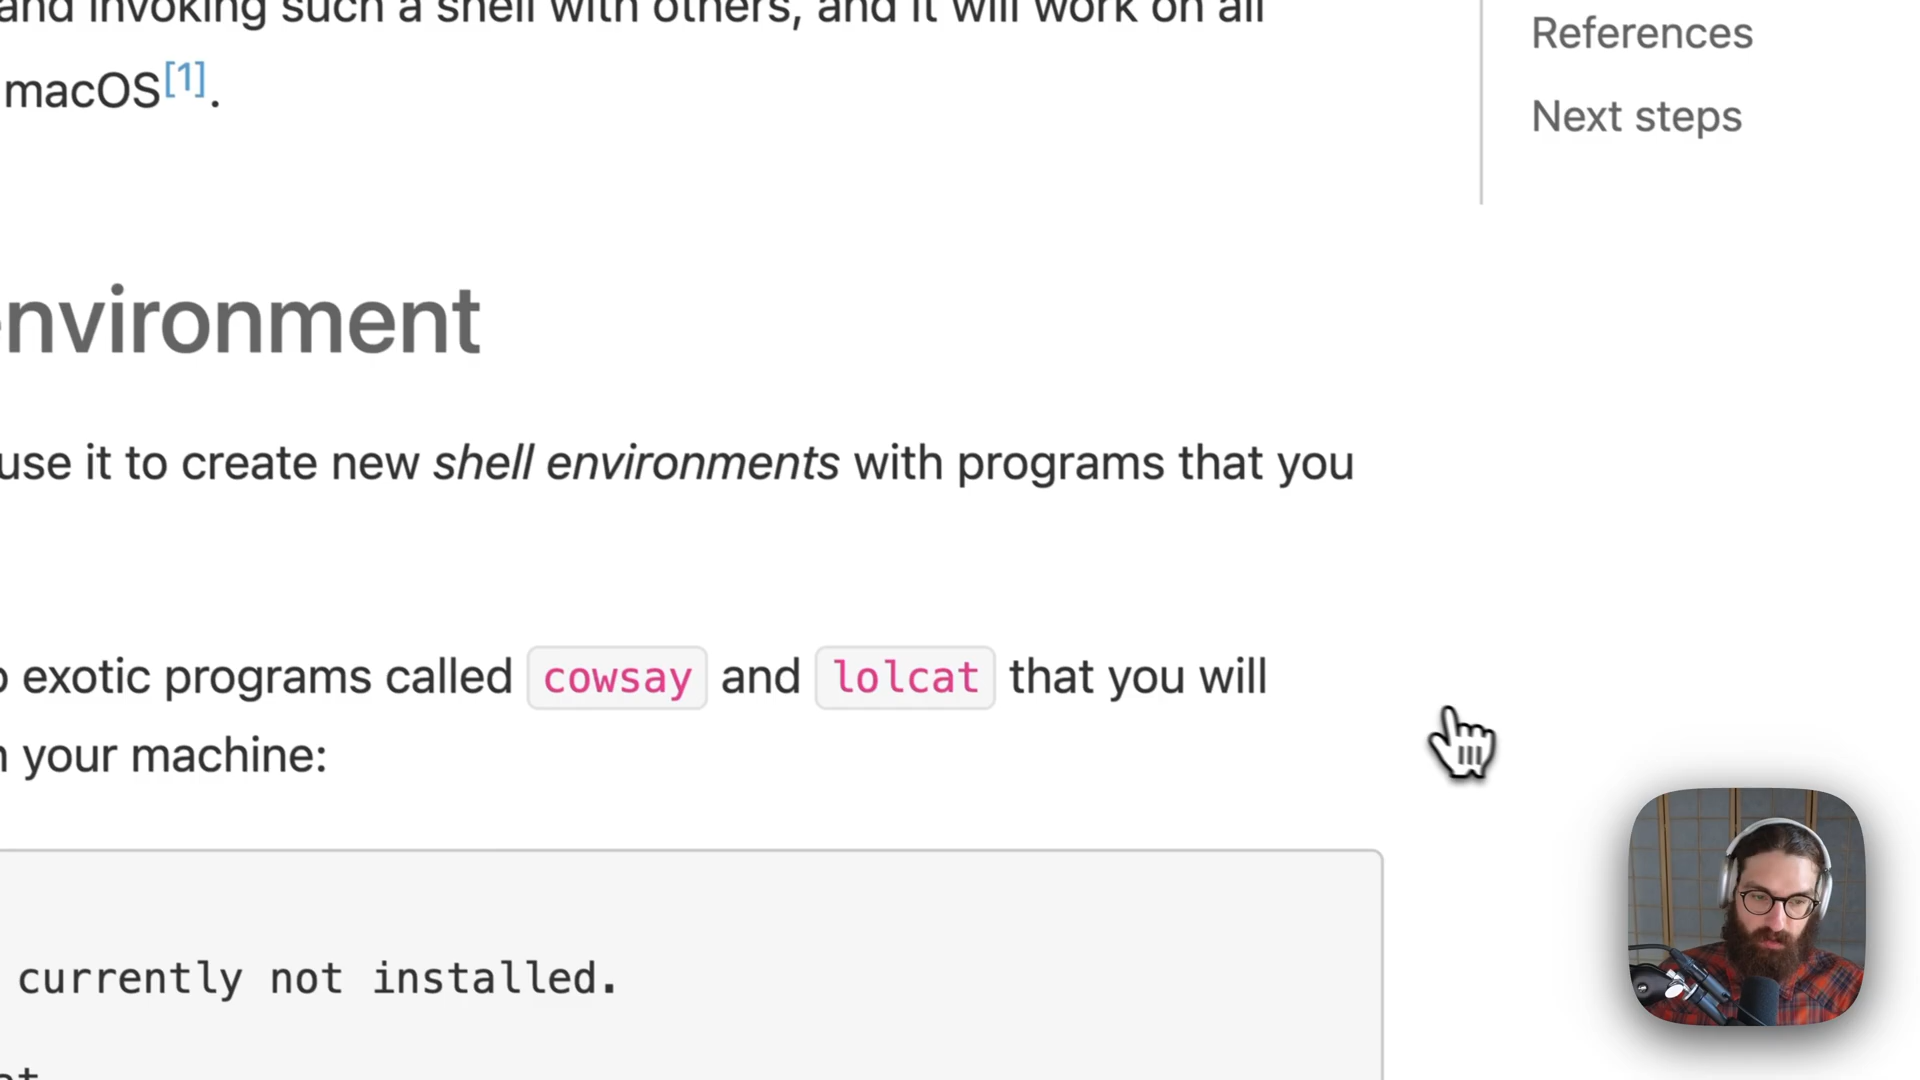 and invoking such a shell with others, and it will work on all
References
macOS[1].
Next steps
environment
use it to create new shell environments with programs that you
exotic programs called cowsay and lolcat that you will
your machine:
currently not installed.